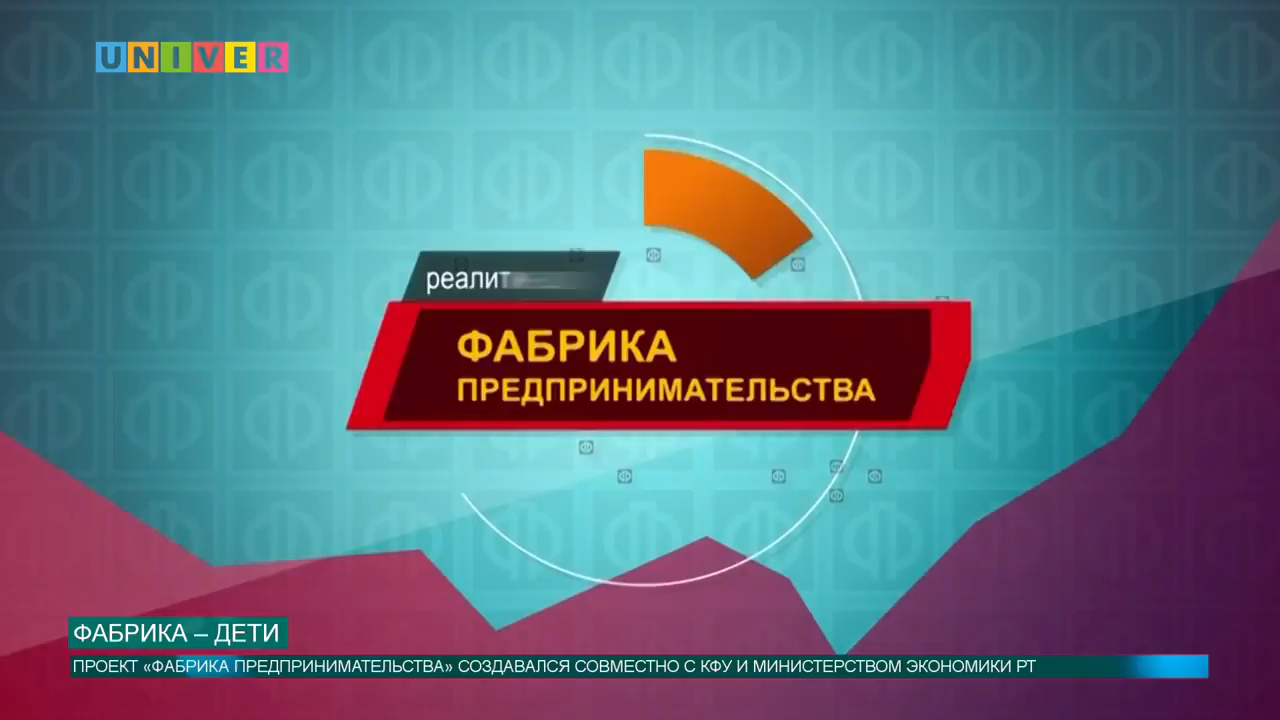 UNIVER
реалит
ФАБРИКА
ПРЕДПРИНИМАТЕЛЬСТВА
ФАБРИКА – ДЕТИ
ПРОЕКТ «ФАБРИКА ПРЕДПРИНИМАТЕЛЬСТВА» СОЗДАВАЛСЯ СОВМЕСТНО С КФУ И МИНИСТЕРСТВОМ ЭКОНОМИКИ РТ